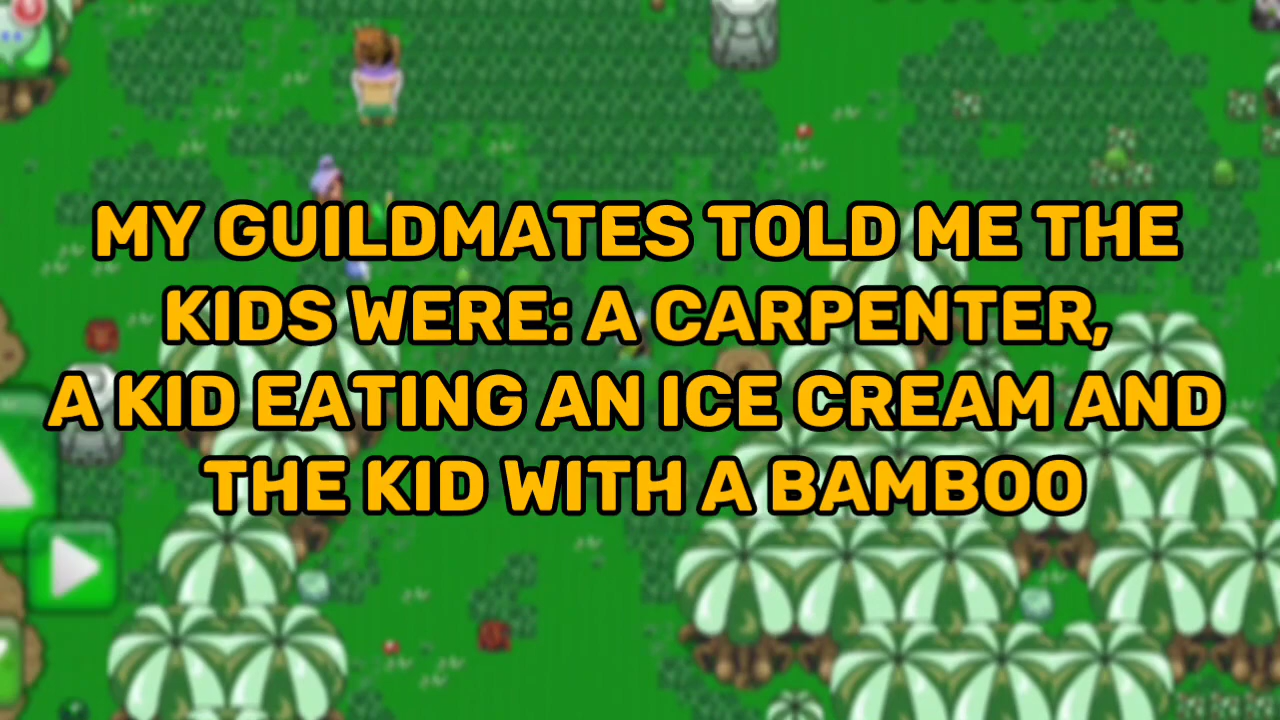 MY GUILDMATES TOLD ME THE
KIDS WERE: A CARPENTER,
A KID EATING AN ICE CREAM AND
THE KID WITH A BAMBOO